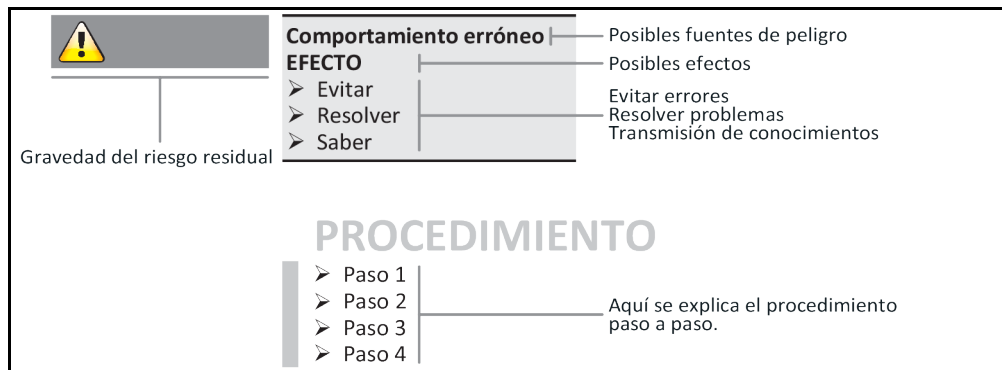 Comportamiento erróneo
Posibles fuentes de peligro
EFECTO
Posibles efectos
Evitar
Resolver
Saber
Evitar errores
Resolver problemas
Transmisión de conocimientos
Gravedad del riesgo residual
PROCEDIMIENTO
Paso 1
Paso 2
Paso 3
Paso 4
Aquí se explica el procedimiento
paso a paso.